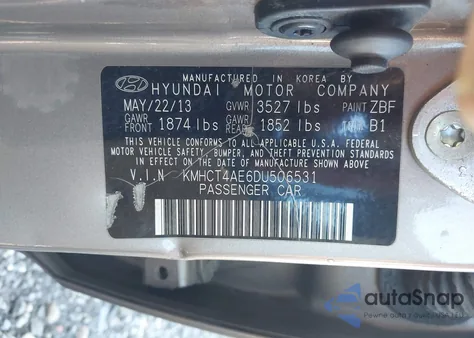 MANUFACTURED IN KOREA BY
HYUNDAI MOTOR COMPANY
MAY/22/13 GVWR 3527 lbs PAINT ZBF
GAWR FRONT 1874 lbs GAWR REAR 1852 lbs B1
THIS VEHICLE CONFORMS TO ALL APPLICABLE U.S.A. FEDERAL
MOTOR VEHICLE SAFETY, BUMPER, AND THEFT PREVENTION
STANDARDS IN EFFECT ON THE DATE OF MANUFACTURE
SHOWN ABOVE.
V.I.N KMHCT4AE6DU506531
PASSENGER CAR
autoSnap